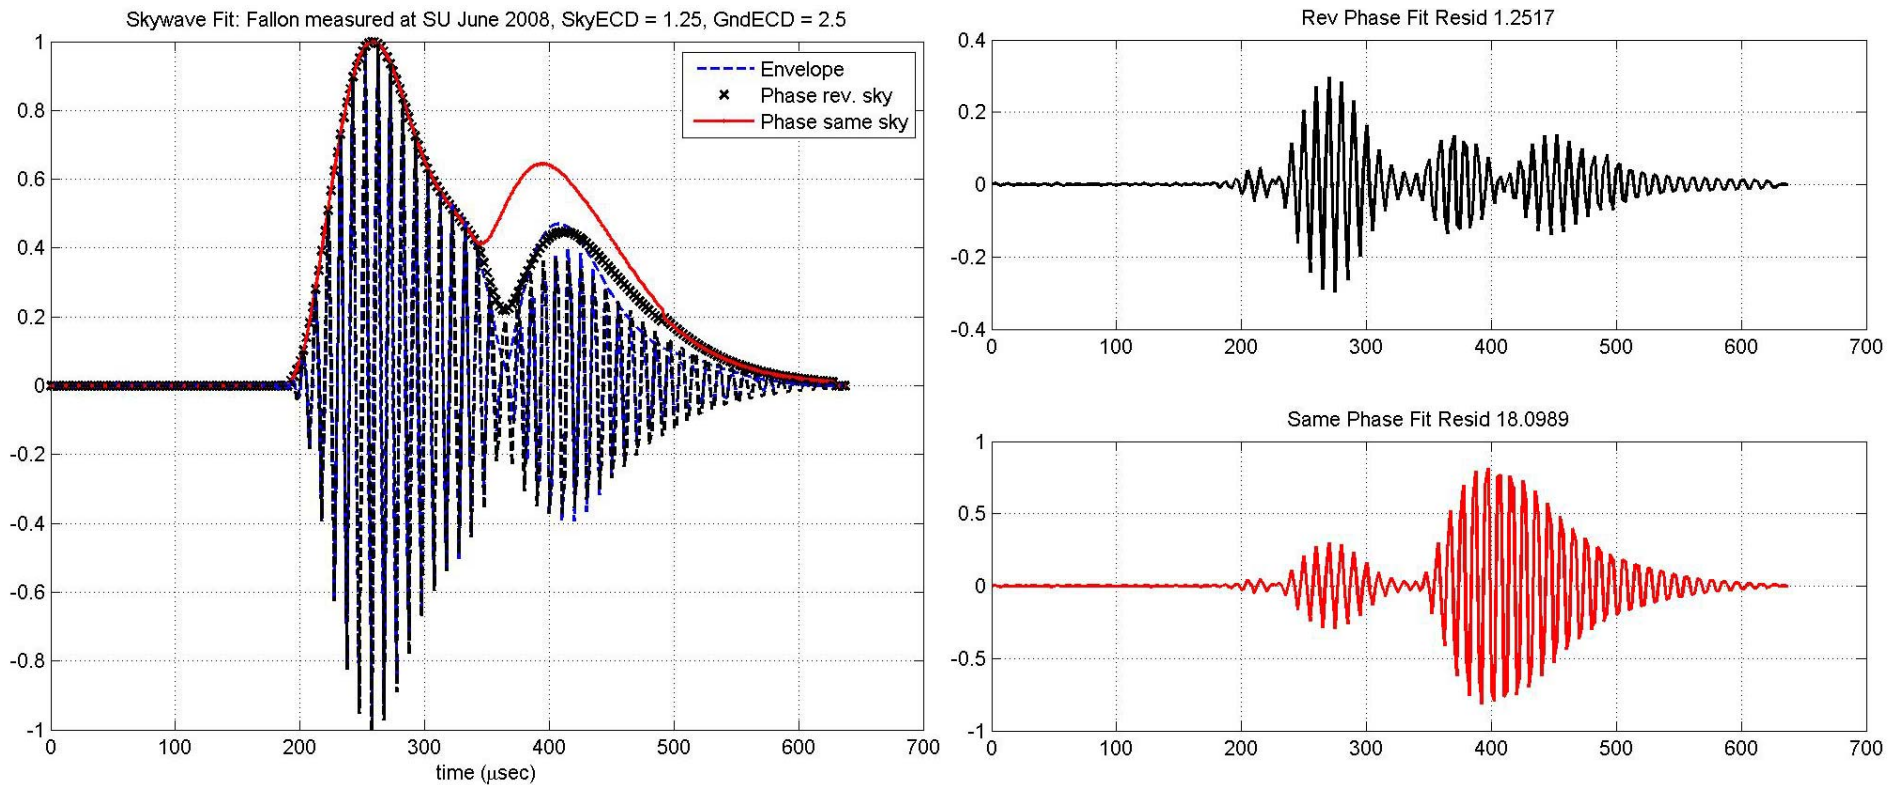 Skywave Fit: Fallon measured at SU June 2008, SkyECD = 1.25, GndECD = 2.5
1
0.8
0.6
0.4
0.2
0
-0.2
-0.4
-0.6
-0.8
-1
0 100 200 300 400 500 600 700
time (μsec)
Envelope
Phase rev. sky
Phase same sky
Rev Phase Fit Resid 1.2517
0.4
0.2
0
-0.2
-0.4
0 100 200 300 400 500 600 700
Same Phase Fit Resid 18.0989
1
0.5
0
-0.5
-1
0 100 200 300 400 500 600 700